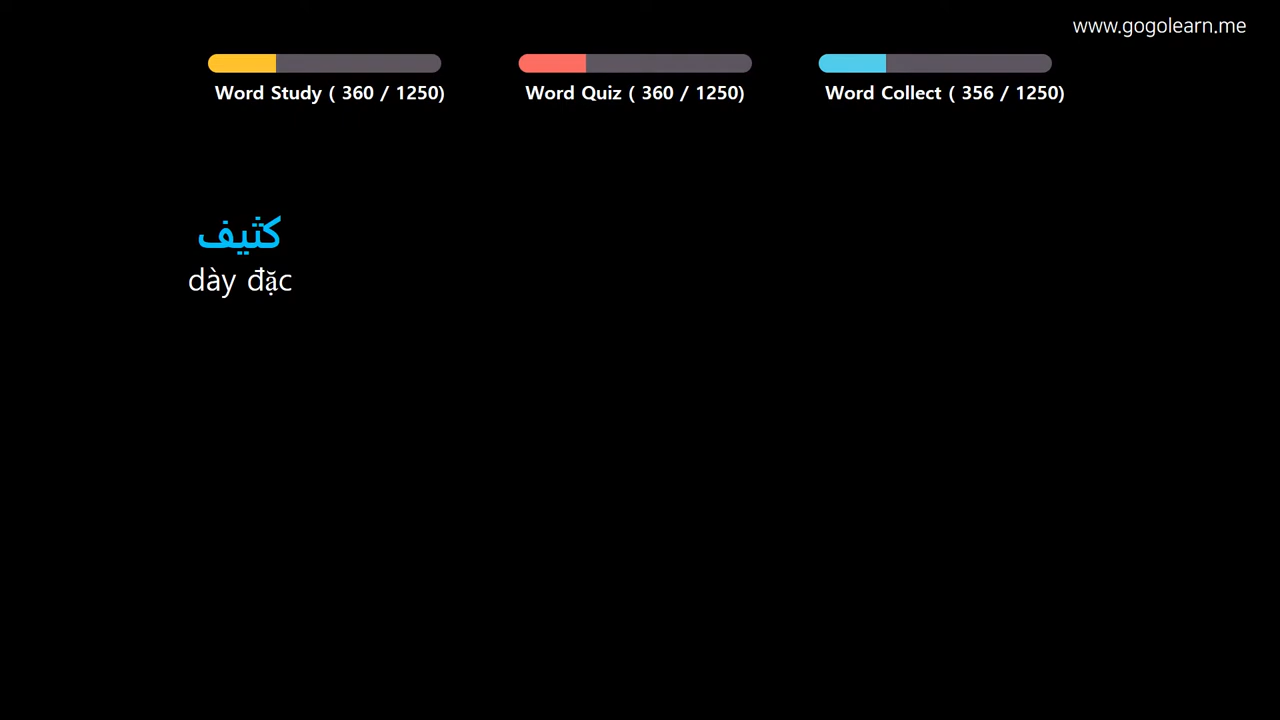 www.gogolearn.me
Word Study ( 360 / 1250)
Word Quiz ( 360 / 1250)
Word Collect ( 356 / 1250)
كثيف
dày đặc